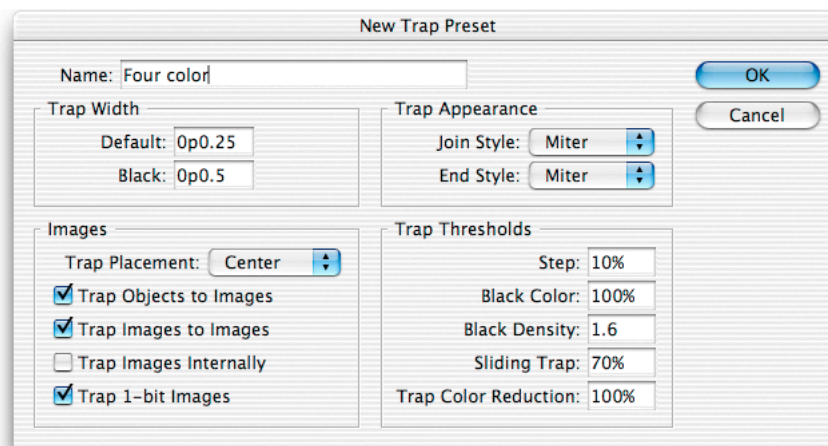 New Trap Preset
Name: Four color
OK
Cancel
Trap Width
Default: 0p0.25
Black: 0p0.5
Trap Appearance
Join Style: Miter
End Style: Miter
Images
Trap Placement: Center
Trap Objects to Images
Trap Images to Images
Trap Images Internally
Trap 1-bit Images
Trap Thresholds
Step: 10%
Black Color: 100%
Black Density: 1.6
Sliding Trap: 70%
Trap Color Reduction: 100%